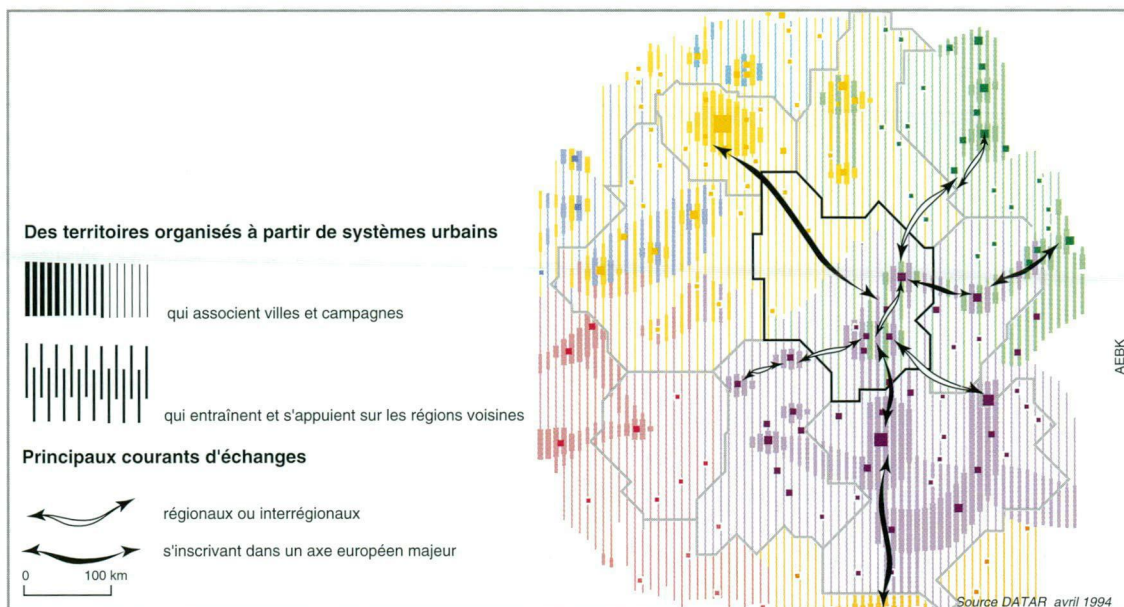 Des territoires organisés à partir de systèmes urbains
qui associent villes et campagnes
qui entraînent et s'appuient sur les régions voisines
Principaux courants d'échanges
régionaux ou interrégionaux
s'inscrivant dans un axe européen majeur
0 100 km
AEBK
Source DATAR avril 1994